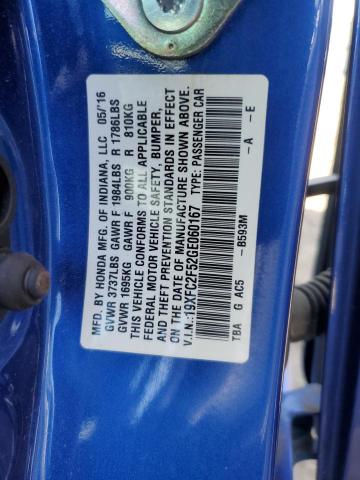 MFD. BY HONDA MFG. OF INDIANA, LLC 05/'16
GVWR 3737LBS GAWR F 1984LBS R 1786LBS
GVWR 1695KG GAWR F 900KG R 810KG
THIS VEHICLE CONFORMS TO ALL APPLICABLE
FEDERAL MOTOR VEHICLE SAFETY, BUMPER,
AND THEFT PREVENTION STANDARDS IN EFFECT
ON THE DATE OF MANUFACTURE SHOWN ABOVE.
V.I.N.: 19XFC2F52GE060167 TYPE: PASSENGER CAR
TBA G AC5 – B593M – A – E